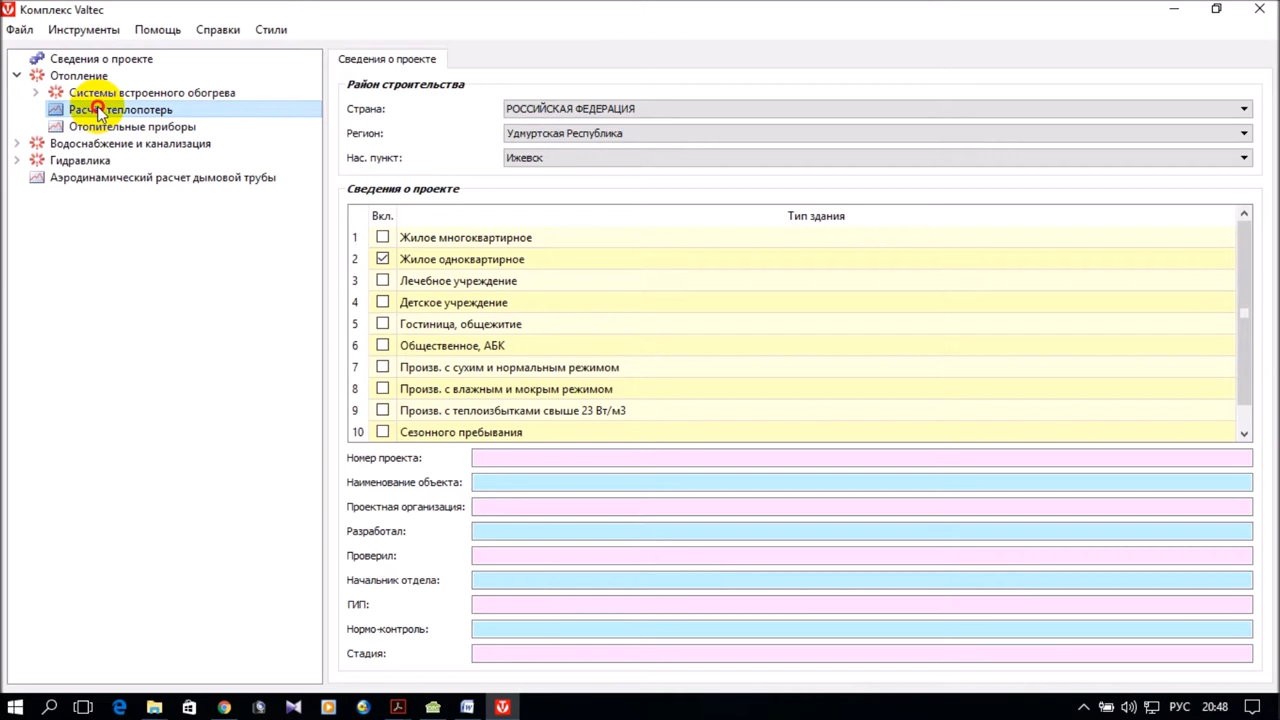 Комплекс Valtec
Файл Инструменты Помощь Справки Стили
Сведения о проекте
Отопление
Системы встроенного обогрева
Расчет теплопотерь
Отопительные приборы
Водоснабжение и канализация
Гидравлика
Аэродинамический расчет дымовой трубы
Сведения о проекте
Район строительства
Страна: РОССИЙСКАЯ ФЕДЕРАЦИЯ
Регион: Удмуртская Республика
Нас. пункт: Ижевск
Сведения о проекте
Вкл. Тип здания
1 Жилое многоквартирное
2 Жилое одноквартирное
3 Лечебное учреждение
4 Детское учреждение
5 Гостиница, общежитие
6 Общественное, АБК
7 Произв. с сухим и нормальным режимом
8 Произв. с влажным и мокрым режимом
9 Произв. с теплоизбытками свыше 23 Вт/м3
10 Сезонного пребывания
Номер проекта:
Наименование объекта:
Проектная организация:
Разработал:
Проверил:
Начальник отдела:
ГИП:
Нормо-контроль:
Стадия:
РУС 20:48